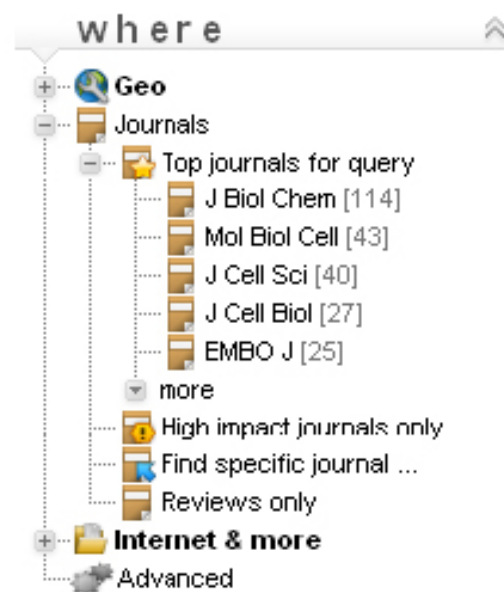 where
Geo
Journals
Top journals for query
J Biol Chem [114]
Mol Biol Cell [43]
J Cell Sci [40]
J Cell Biol [27]
EMBO J [25]
more
High impact journals only
Find specific journal ...
Reviews only
Internet & more
Advanced